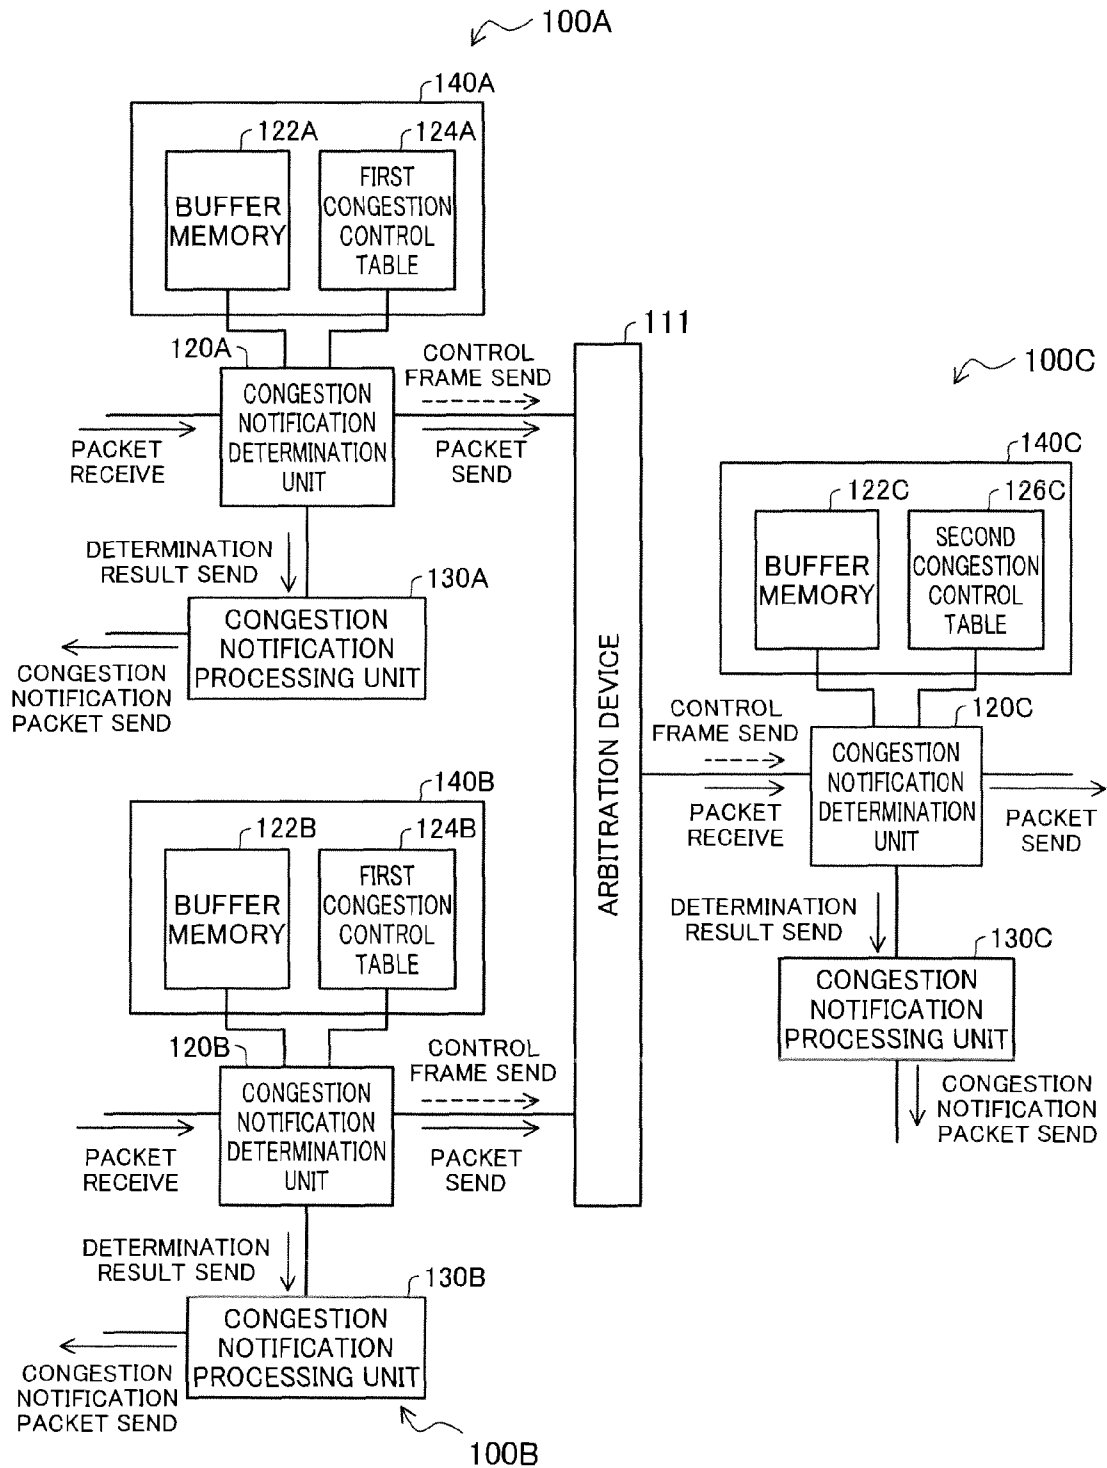 100A
140A
122A
124A
BUFFER
MEMORY
FIRST
CONGESTION
CONTROL
TABLE
120A
CONGESTION
NOTIFICATION
DETERMINATION
UNIT
CONTROL
FRAME SEND
PACKET
RECEIVE
PACKET
SEND
DETERMINATION
RESULT SEND
130A
CONGESTION
NOTIFICATION
PROCESSING UNIT
CONGESTION
NOTIFICATION
PACKET SEND
111
ARBITRATION DEVICE
140B
122B
124B
BUFFER
MEMORY
FIRST
CONGESTION
CONTROL
TABLE
120B
CONGESTION
NOTIFICATION
DETERMINATION
UNIT
CONTROL
FRAME SEND
PACKET
RECEIVE
PACKET
SEND
DETERMINATION
RESULT SEND
130B
CONGESTION
NOTIFICATION
PROCESSING UNIT
CONGESTION
NOTIFICATION
PACKET SEND
100B
100C
140C
122C
126C
BUFFER
MEMORY
SECOND
CONGESTION
CONTROL
TABLE
120C
CONTROL
FRAME SEND
CONGESTION
NOTIFICATION
DETERMINATION
UNIT
PACKET
RECEIVE
PACKET
SEND
DETERMINATION
RESULT SEND
130C
CONGESTION
NOTIFICATION
PROCESSING UNIT
CONGESTION
NOTIFICATION
PACKET SEND